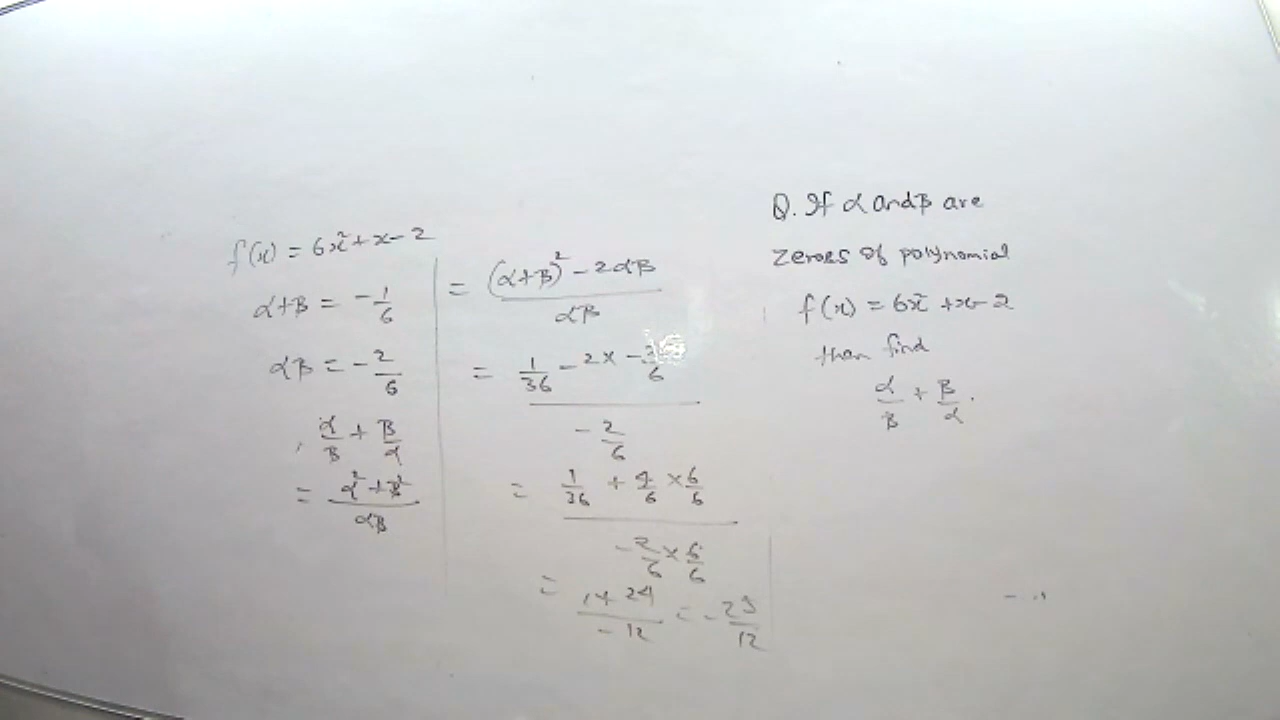 f(x) = 6x² + x - 2
α+β = -1/6
αβ = -2/6
α/β + β/α
= (α² + β²)/αβ
= ((α+β)² - 2αβ)/αβ
= (1/36 - 2x -2/6)/(-2/6)
= (1/36 + 4/6 × 6/6)/(-2/6 × 6/6)
= (1+24)/(-12) = -25/12
Q. If α and β are
zeroes of polynomial
f(x) = 6x² + x - 2
then find
α/β + β/α.